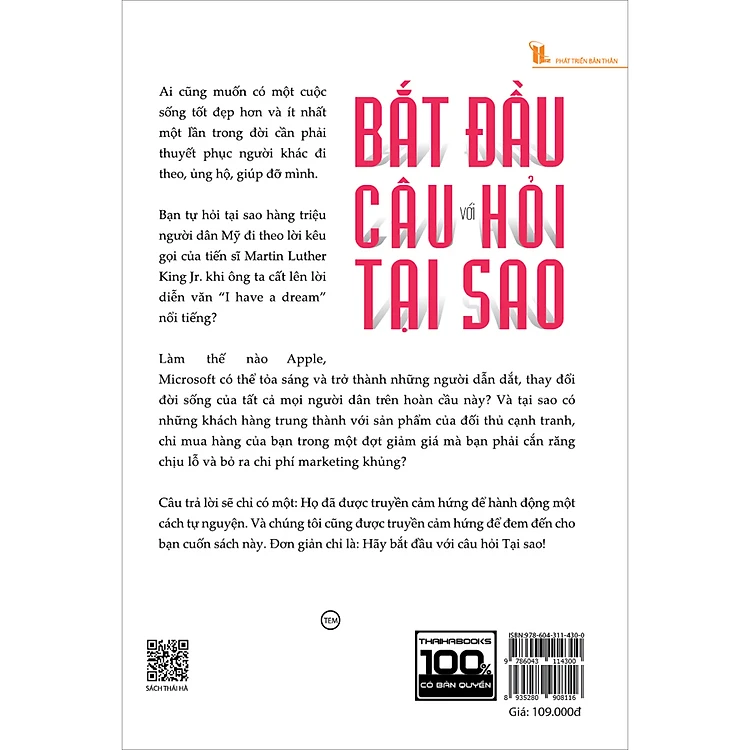 PHÁT TRIỂN BẢN THÂN
Ai cũng muốn có một cuộc
sống tốt đẹp hơn và ít nhất
một lần trong đời cần phải
thuyết phục người khác đi
theo, ủng hộ, giúp đỡ mình.
Bạn tự hỏi tại sao hàng triệu
người dân Mỹ đi theo lời kêu
gọi của tiến sĩ Martin Luther
King Jr. khi ông ta cất lên lời
diễn văn “I have a dream”
nổi tiếng?
BẮT ĐẦU
VỚI
CÂU HỎI
TẠI SAO
Làm thế nào Apple,
Microsoft có thể tỏa sáng và trở thành những người dẫn dắt, thay đổi
đời sống của tất cả mọi người dân trên hoàn cầu này? Và tại sao có
những khách hàng trung thành với sản phẩm của đối thủ cạnh tranh,
chỉ mua hàng của bạn trong một đợt giảm giá mà bạn phải cắn răng
chịu lỗ và bỏ ra chi phí marketing khủng?
Câu trả lời sẽ chỉ có một: Họ đã được truyền cảm hứng để hành động một
cách tự nguyện. Và chúng tôi cũng được truyền cảm hứng để đem đến cho
bạn cuốn sách này. Đơn giản chỉ là: Hãy bắt đầu với câu hỏi Tại sao!
TEM
SÁCH THÁI HÀ
THAIHABOOKS
100%
CÓ BẢN QUYỀN
ISBN:978-604-311-430-0
9 786043 114300
8 935280 908116
Giá: 109.000đ